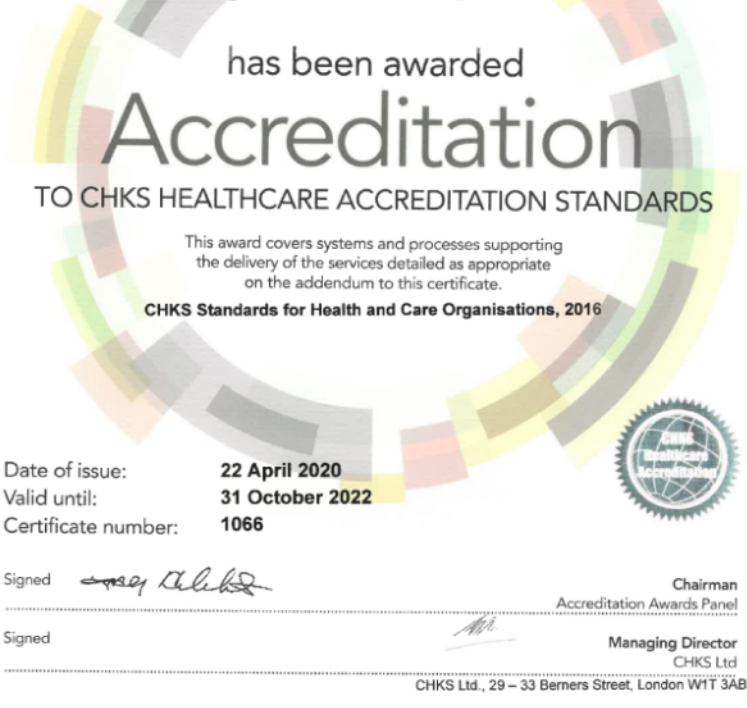 has been awarded
Accreditation
TO CHKS HEALTHCARE ACCREDITATION STANDARDS
This award covers systems and processes supporting
the delivery of the services detailed as appropriate
on the addendum to this certificate.
CHKS Standards for Health and Care Organisations, 2016
CHKS
Healthcare
Accreditation
Date of issue: 22 April 2020
Valid until: 31 October 2022
Certificate number: 1066
Signed
Chairman
Accreditation Awards Panel
Signed
Managing Director
CHKS Ltd
CHKS Ltd., 29 – 33 Berners Street, London W1T 3AB